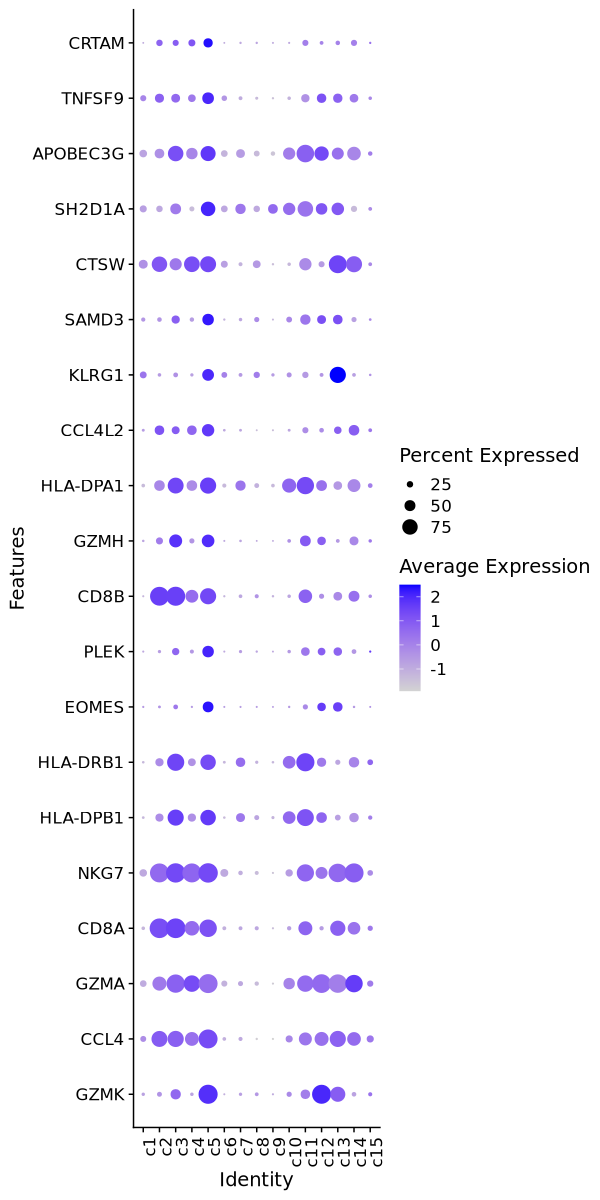 CRTAM
TNFSF9
APOBEC3G
SH2D1A
CTSW
SAMD3
KLRG1
CCL4L2
HLA-DPA1
GZMH
CD8B
PLEK
EOMES
HLA-DRB1
HLA-DPB1
NKG7
CD8A
GZMA
CCL4
GZMK
Features
c1 c2 c3 c4 c5 c6 c7 c8 c9 c10 c11 c12 c13 c14 c15
Identity
Percent Expressed
25
50
75
Average Expression
2
1
0
-1